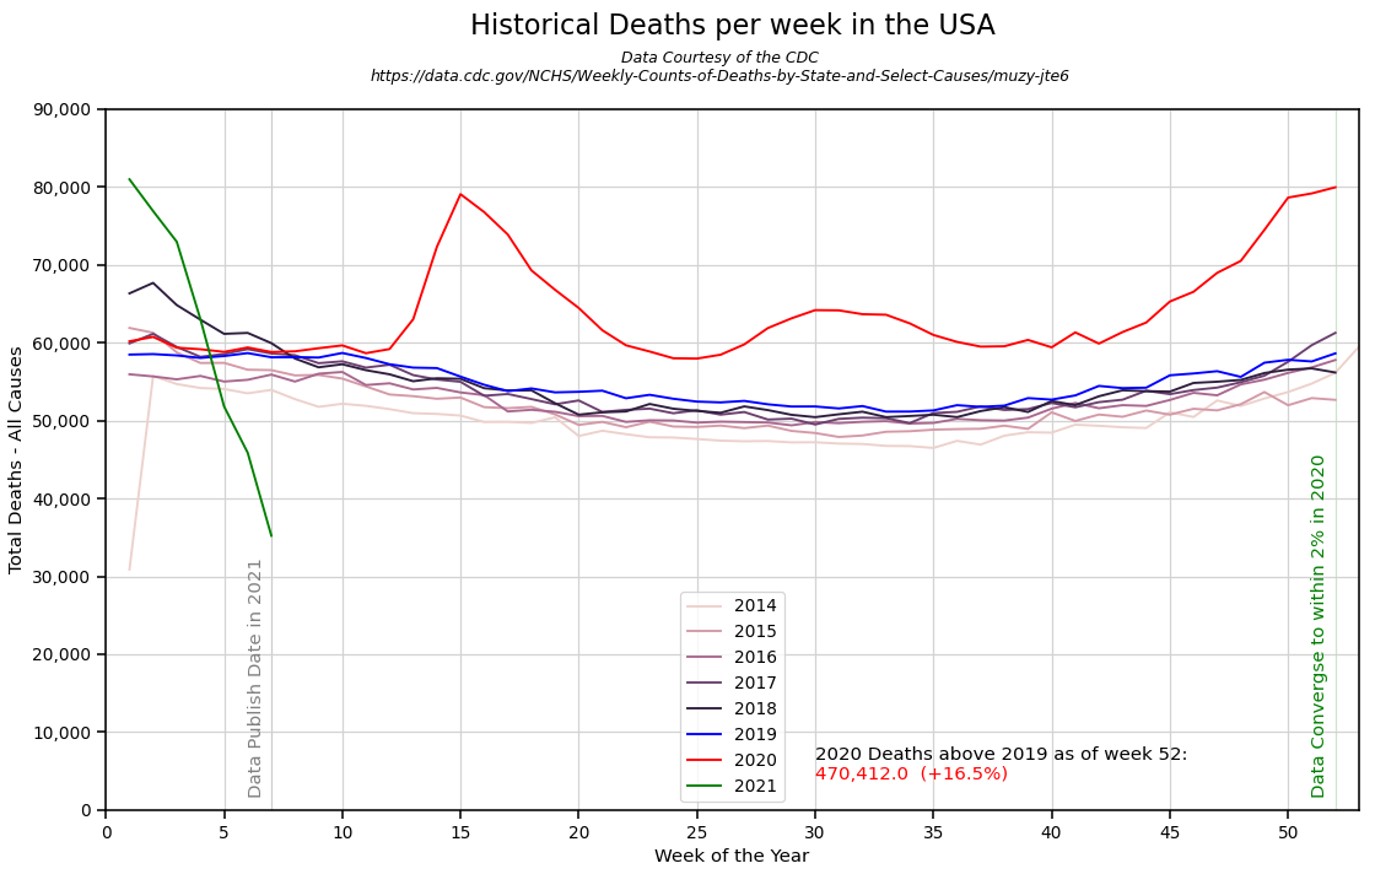 Historical Deaths per week in the USA
Data Courtesy of the CDC
https://data.cdc.gov/NCHS/Weekly-Counts-of-Deaths-by-State-and-Select-Causes/muzy-jte6
90,000
80,000
70,000
60,000
50,000
40,000
30,000
20,000
10,000
0
Total Deaths - All Causes
Data Publish Date in 2021
2014
2015
2016
2017
2018
2019
2020
2021
2020 Deaths above 2019 as of week 52:
470,412.0 (+16.5%)
Data Convergse to within 2% in 2020
0 5 10 15 20 25 30 35 40 45 50
Week of the Year